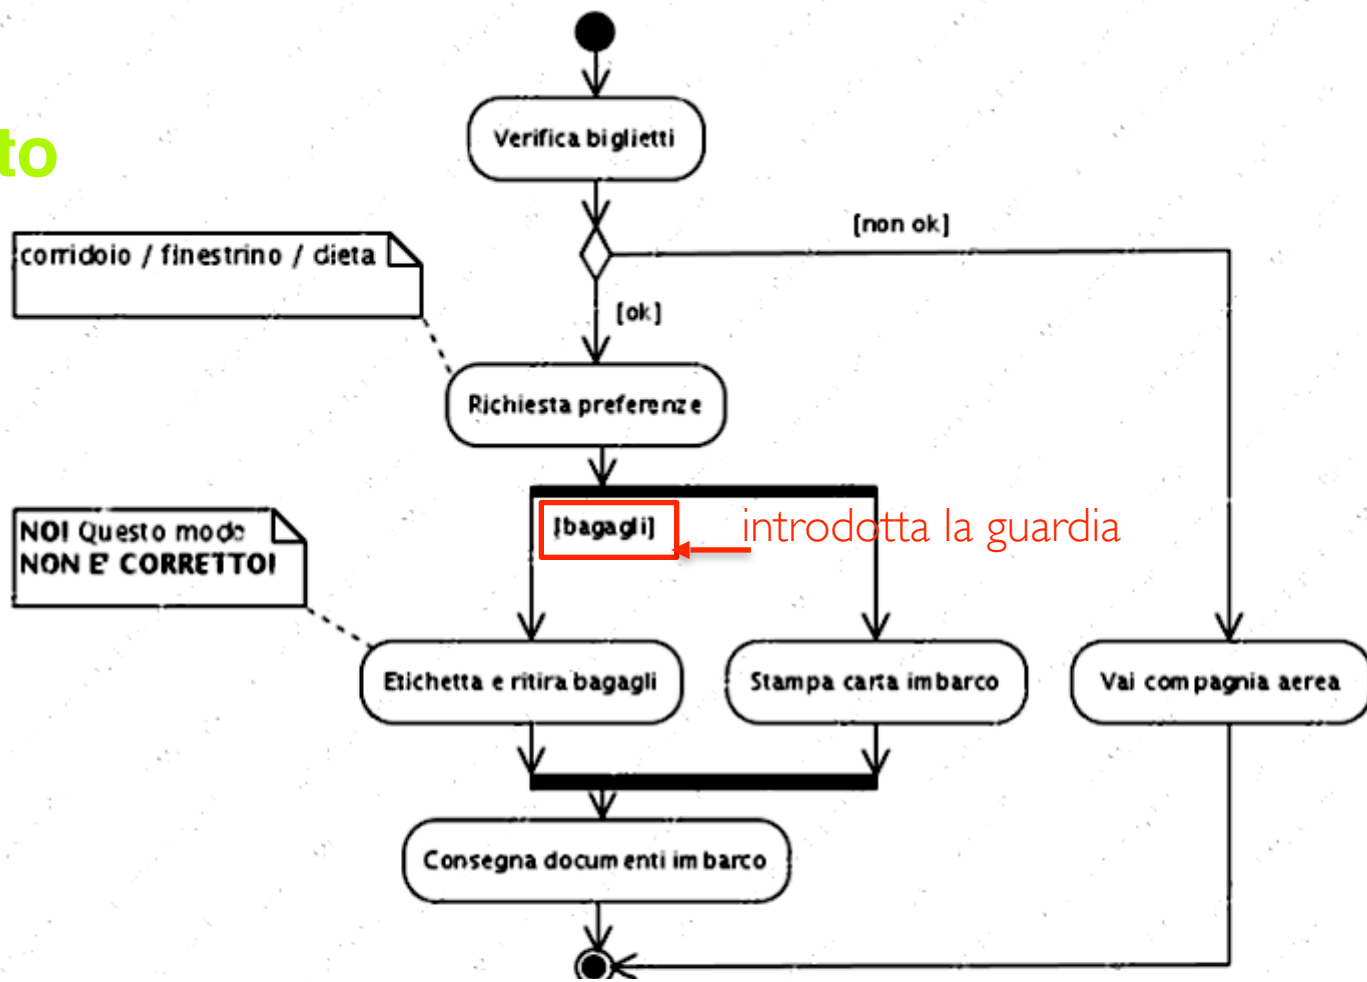 Verifica biglietti
to
[non ok]
corridoio / finestrino / dieta
[ok]
Richiesta preferenze
[bagagli]
introdotta la guardia
NO! Questo modo
NON E' CORRETTO!
Etichetta e ritira bagagli
Stampa carta imbarco
Vai compagnia aerea
Consegna documenti imbarco